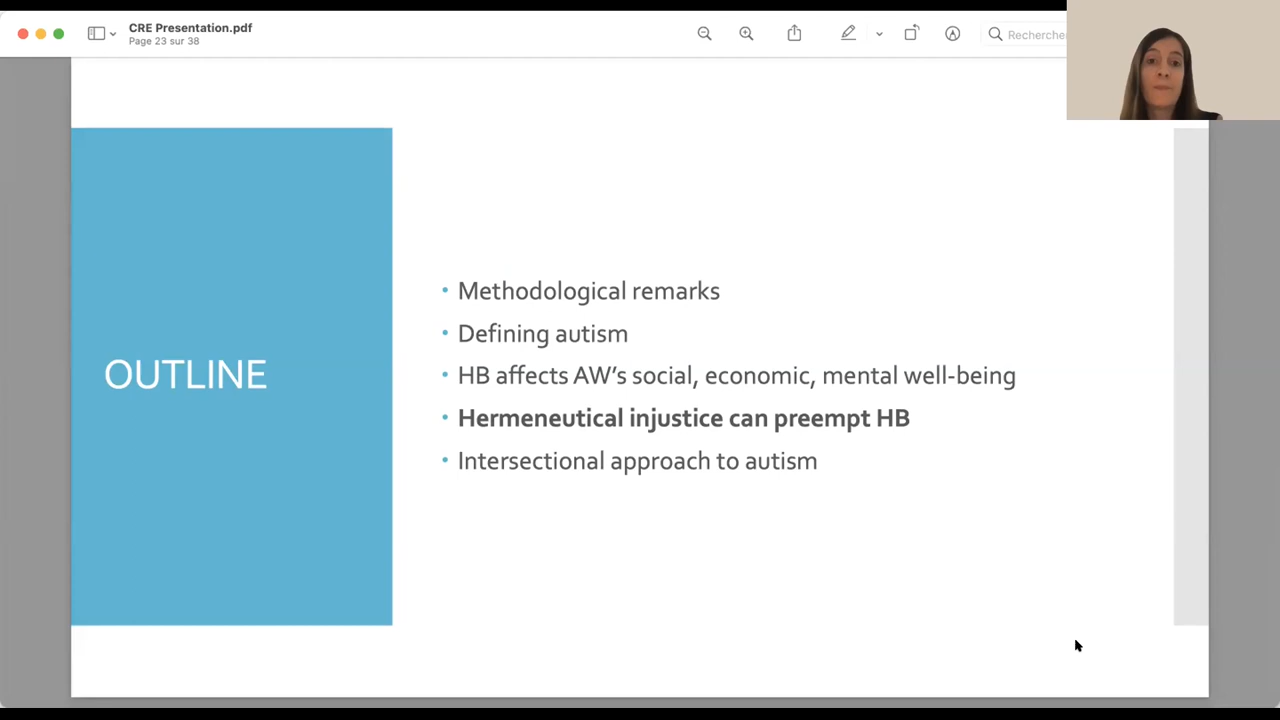 CRE Presentation.pdf
Page 23 sur 38
Recherche
OUTLINE
• Methodological remarks
• Defining autism
• HB affects AW's social, economic, mental well-being
• Hermeneutical injustice can preempt HB
• Intersectional approach to autism